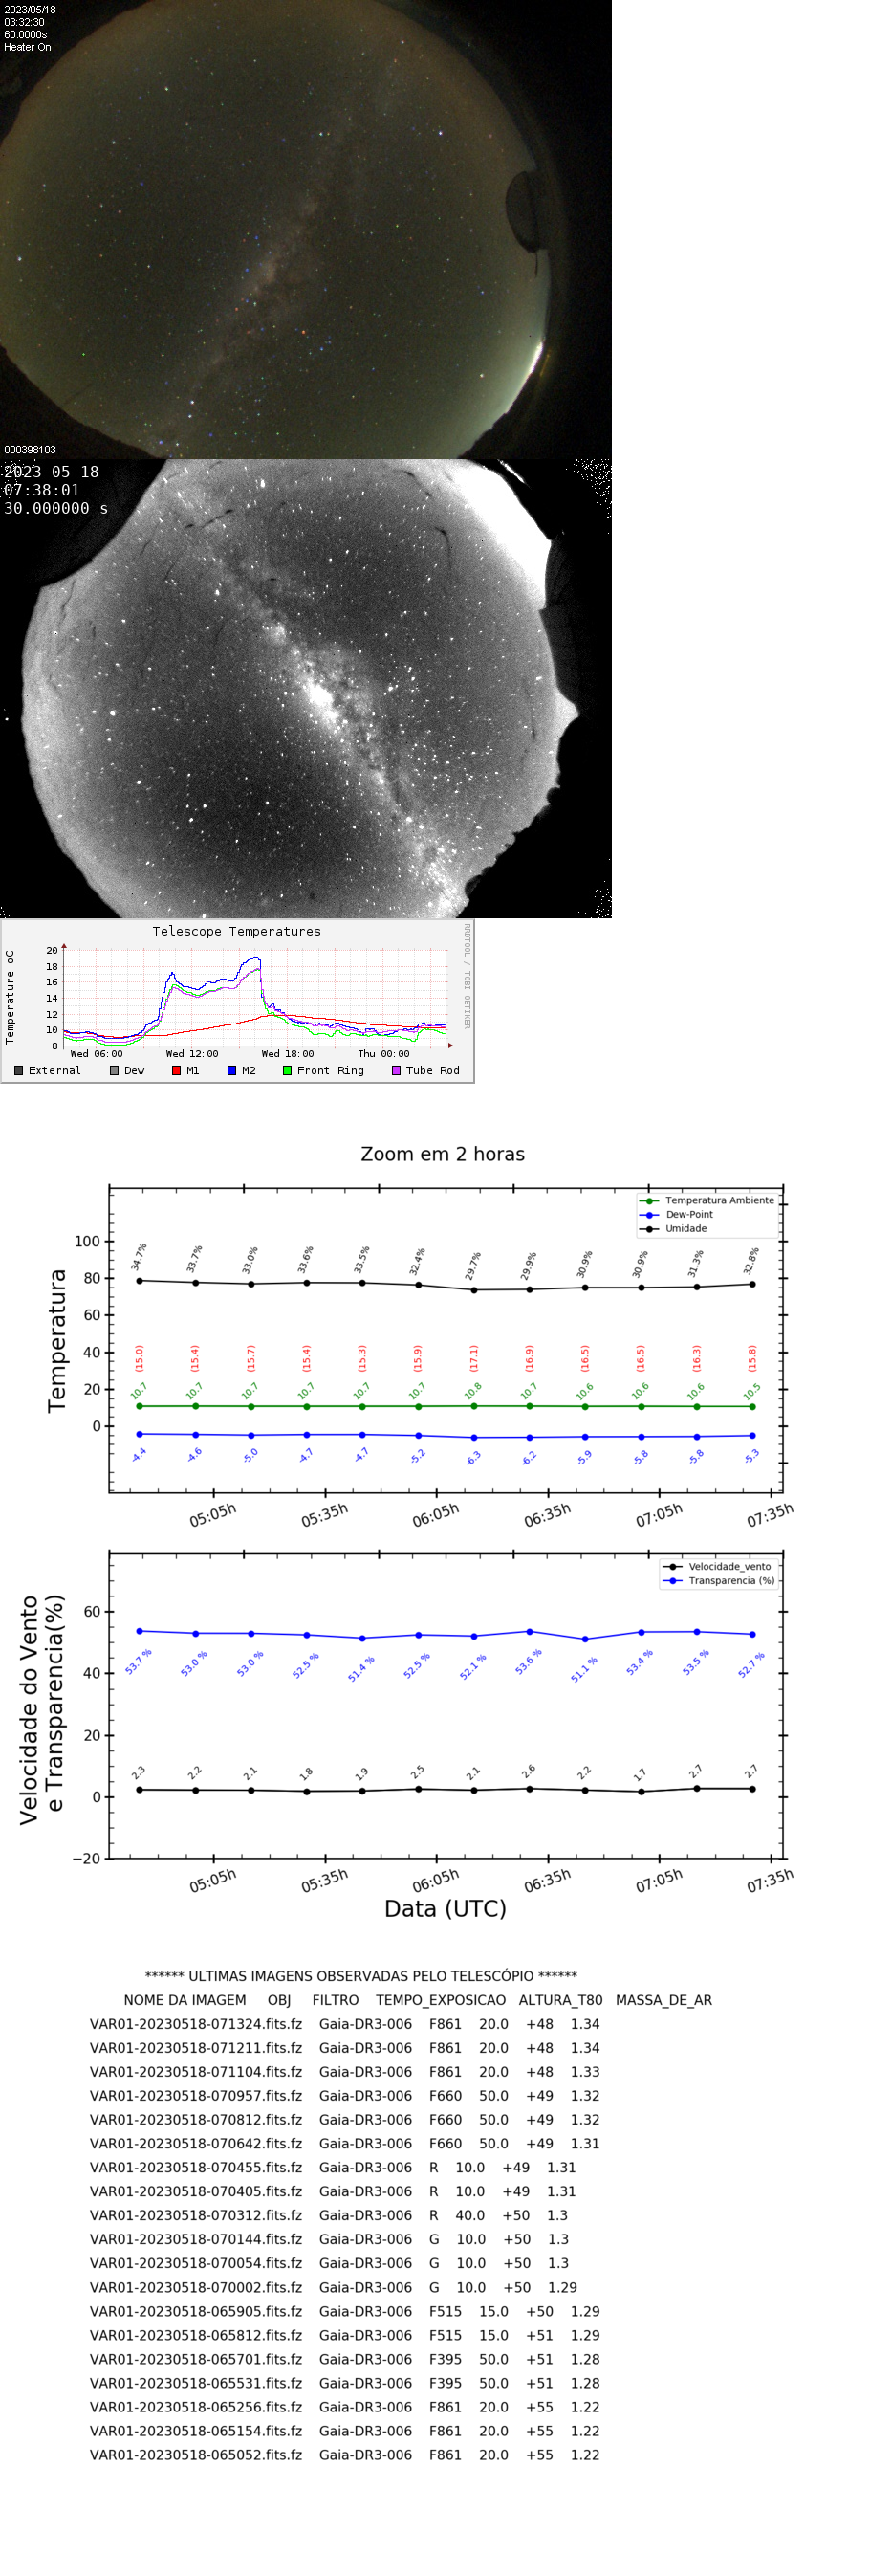 2023/05/18
03:32:30
60.0000s
Heater On
000398103
2023-05-18
07:38:01
30.000000 s
Telescope Temperatures
RRDTOOL / TOBI OETIKER
Temperature oC
20
18
16
14
12
10
8
Wed 06:00 Wed 12:00 Wed 18:00 Thu 00:00
External Dew M1 M2 Front Ring Tube Rod
Zoom em 2 horas
Temperatura Ambiente
Dew-Point
Umidade
Temperatura
100
80
60
40
20
0
34.7% 33.7% 33.0% 33.6% 33.5% 32.4% 29.7% 29.9% 30.9% 30.9% 31.3% 32.8%
(15.0) (15.4) (15.7) (15.4) (15.3) (15.9) (17.1) (16.9) (16.5) (16.5) (16.3) (15.8)
10.7 10.7 10.7 10.7 10.7 10.7 10.8 10.7 10.6 10.6 10.6 10.5
-4.4 -4.6 -5.0 -4.7 -4.7 -5.2 -6.3 -6.2 -5.9 -5.8 -5.8 -5.3
05:05h 05:35h 06:05h 06:35h 07:05h 07:35h
Velocidade_vento
Transparencia (%)
Velocidade do Vento
e Transparencia(%)
60
40
20
0
−20
53.7 % 53.0 % 53.0 % 52.5 % 51.4 % 52.5 % 52.1 % 53.6 % 51.1 % 53.4 % 53.5 % 52.7 %
2.3 2.2 2.1 1.8 1.9 2.5 2.1 2.6 2.2 1.7 2.7 2.7
05:05h 05:35h 06:05h 06:35h 07:05h 07:35h
Data (UTC)
****** ULTIMAS IMAGENS OBSERVADAS PELO TELESCÓPIO ******
NOME DA IMAGEM OBJ FILTRO TEMPO_EXPOSICAO ALTURA_T80 MASSA_DE_AR
VAR01-20230518-071324.fits.fz Gaia-DR3-006 F861 20.0 +48 1.34
VAR01-20230518-071211.fits.fz Gaia-DR3-006 F861 20.0 +48 1.34
VAR01-20230518-071104.fits.fz Gaia-DR3-006 F861 20.0 +48 1.33
VAR01-20230518-070957.fits.fz Gaia-DR3-006 F660 50.0 +49 1.32
VAR01-20230518-070812.fits.fz Gaia-DR3-006 F660 50.0 +49 1.32
VAR01-20230518-070642.fits.fz Gaia-DR3-006 F660 50.0 +49 1.31
VAR01-20230518-070455.fits.fz Gaia-DR3-006 R 10.0 +49 1.31
VAR01-20230518-070405.fits.fz Gaia-DR3-006 R 10.0 +49 1.31
VAR01-20230518-070312.fits.fz Gaia-DR3-006 R 40.0 +50 1.3
VAR01-20230518-070144.fits.fz Gaia-DR3-006 G 10.0 +50 1.3
VAR01-20230518-070054.fits.fz Gaia-DR3-006 G 10.0 +50 1.3
VAR01-20230518-070002.fits.fz Gaia-DR3-006 G 10.0 +50 1.29
VAR01-20230518-065905.fits.fz Gaia-DR3-006 F515 15.0 +50 1.29
VAR01-20230518-065812.fits.fz Gaia-DR3-006 F515 15.0 +51 1.29
VAR01-20230518-065701.fits.fz Gaia-DR3-006 F395 50.0 +51 1.28
VAR01-20230518-065531.fits.fz Gaia-DR3-006 F395 50.0 +51 1.28
VAR01-20230518-065256.fits.fz Gaia-DR3-006 F861 20.0 +55 1.22
VAR01-20230518-065154.fits.fz Gaia-DR3-006 F861 20.0 +55 1.22
VAR01-20230518-065052.fits.fz Gaia-DR3-006 F861 20.0 +55 1.22